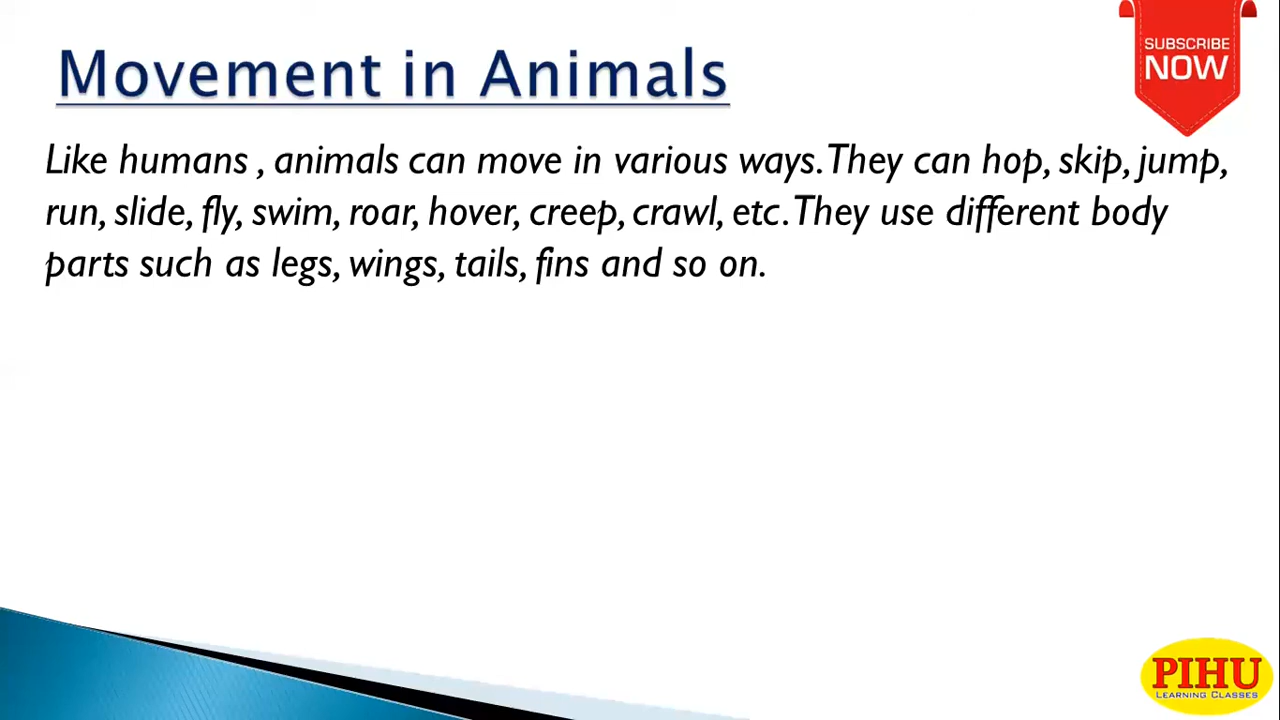 SUBSCRIBE
NOW
Movement in Animals
Like humans , animals can move in various ways. They can hop, skip, jump,
run, slide, fly, swim, roar, hover, creep, crawl, etc. They use different body
parts such as legs, wings, tails, fins and so on.
PIHU
LEARNING CLASSES